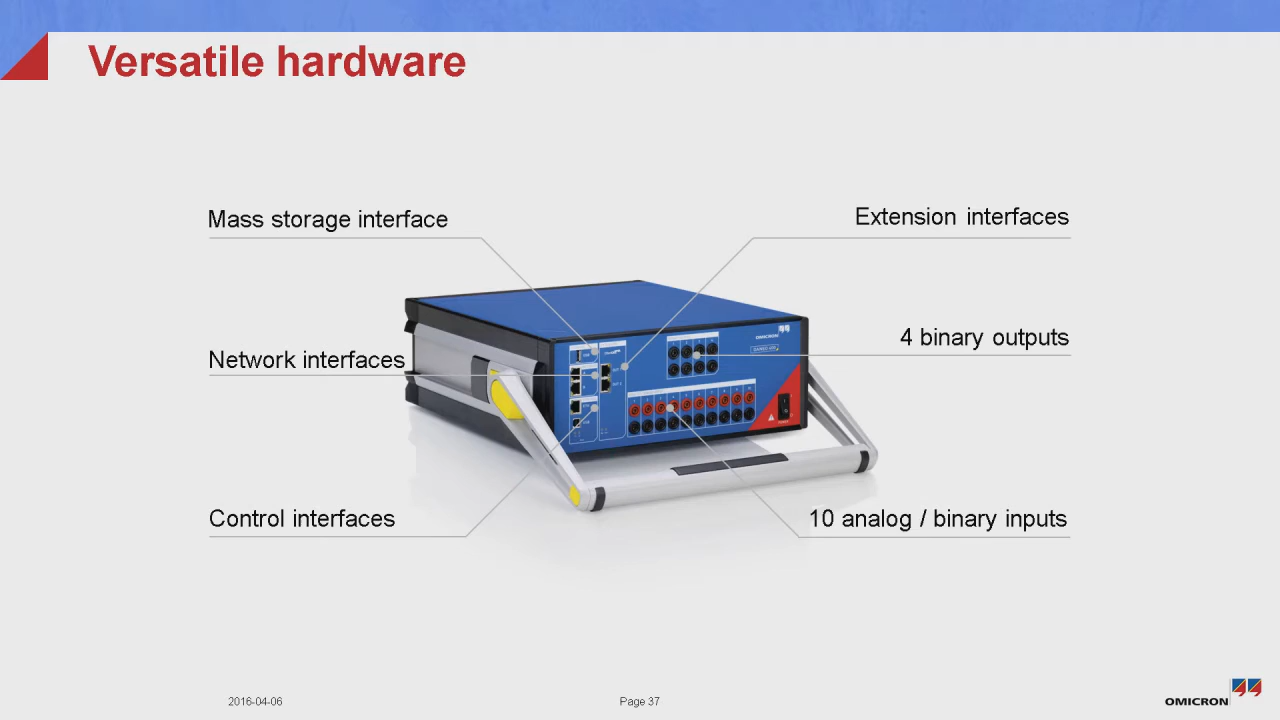 Versatile hardware
Mass storage interface
Extension interfaces
4 binary outputs
Network interfaces
Control interfaces
10 analog / binary inputs
OMICRON
2016-04-06
Page 37
OMICRON